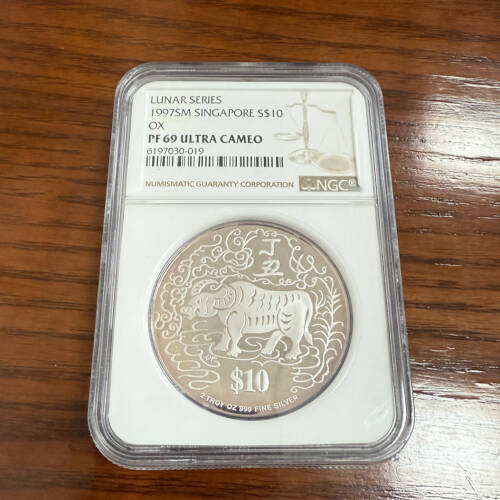 LUNAR SERIES
1997SM SINGAPORE S$10
OX
PF 69 ULTRA CAMEO
6197030-019
NUMISMATIC GUARANTY CORPORATION
NGC®
丁
丑
$10
2 TROY OZ 999 FINE SILVER